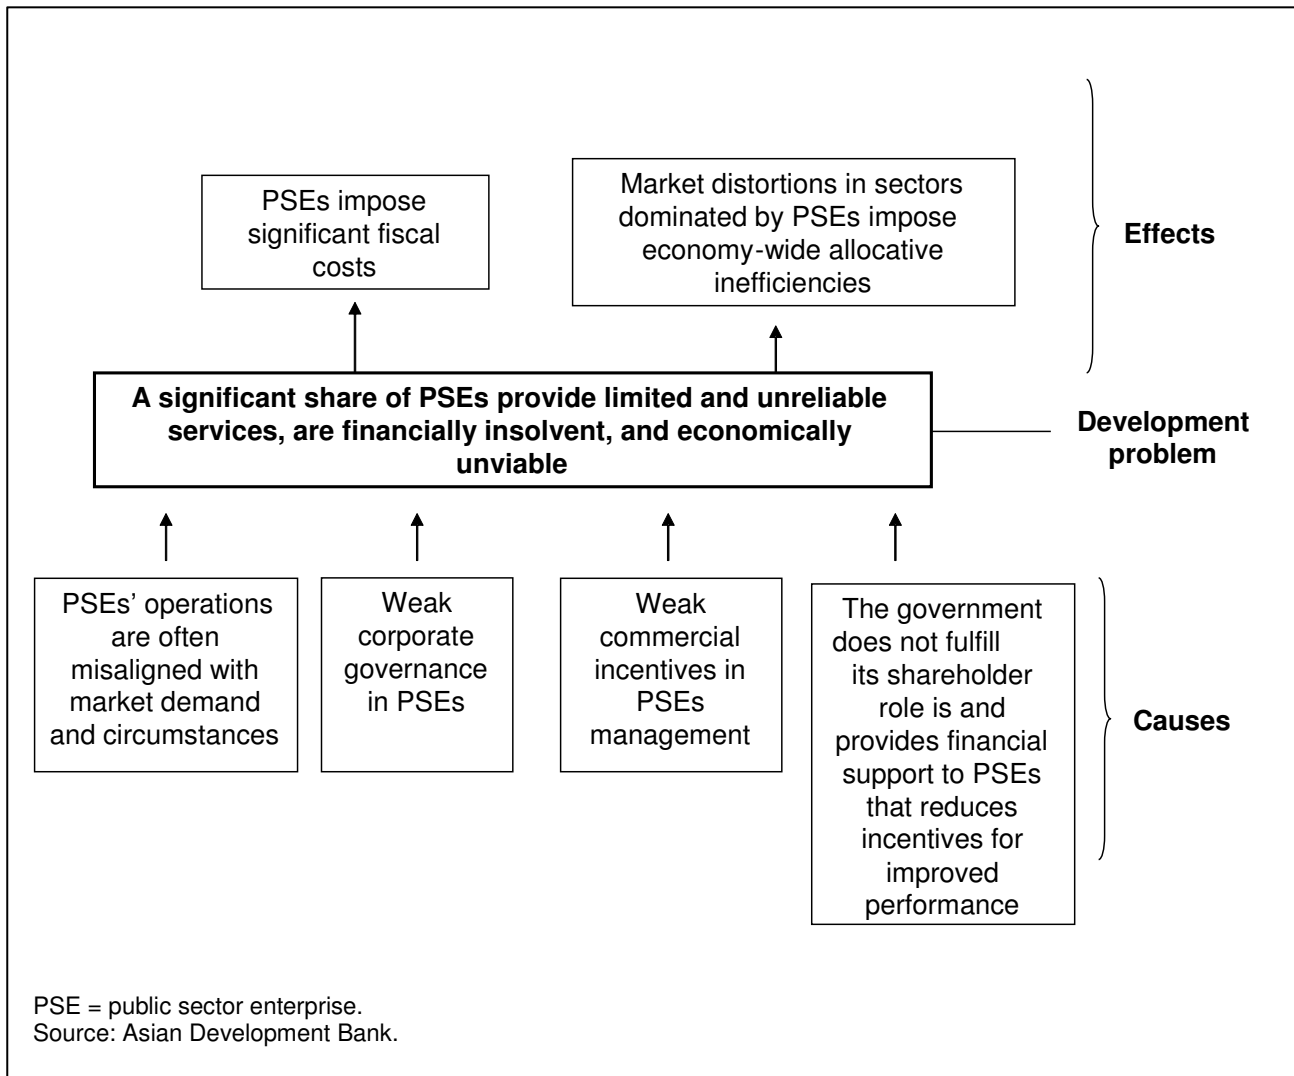 PSEs impose
significant fiscal
costs
Market distortions in sectors
dominated by PSEs impose
economy-wide allocative
inefficiencies
Effects
A significant share of PSEs provide limited and unreliable
services, are financially insolvent, and economically
unviable
Development
problem
PSEs’ operations
are often
misaligned with
market demand
and circumstances
Weak
corporate
governance
in PSEs
Weak
commercial
incentives in
PSEs
management
The government
does not fulfill
its shareholder
role is and
provides financial
support to PSEs
that reduces
incentives for
improved
performance
Causes
PSE = public sector enterprise.
Source: Asian Development Bank.